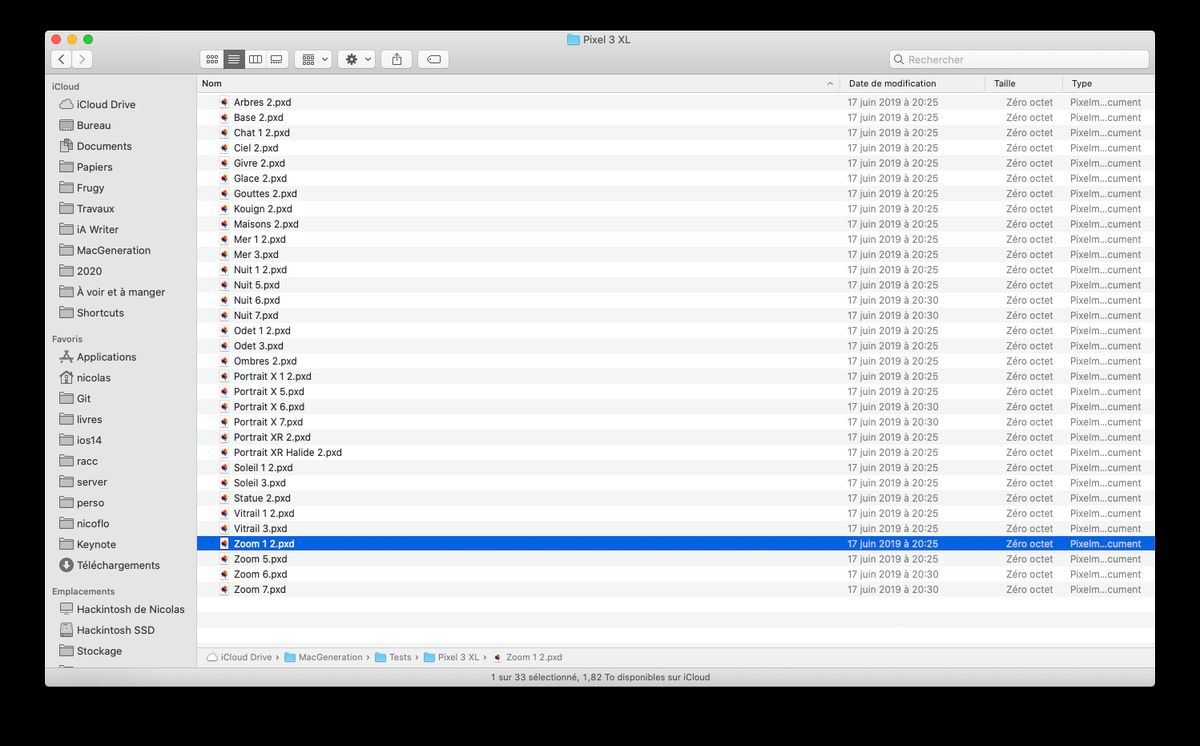 Pixel 3 XL
Rechercher
iCloud
iCloud Drive
Bureau
Documents
Papiers
Frugy
Travaux
iA Writer
MacGeneration
2020
À voir et à manger
Shortcuts
Favoris
Applications
nicolas
Git
livres
ios14
racc
server
perso
nicoflo
Keynote
Téléchargements
Emplacements
Hackintosh de Nicolas
Hackintosh SSD
Stockage
Nom Date de modification Taille Type
Arbres 2.pxd 17 juin 2019 à 20:25 Zéro octet Pixelm...cument
Base 2.pxd 17 juin 2019 à 20:25 Zéro octet Pixelm...cument
Chat 1 2.pxd 17 juin 2019 à 20:25 Zéro octet Pixelm...cument
Ciel 2.pxd 17 juin 2019 à 20:25 Zéro octet Pixelm...cument
Givre 2.pxd 17 juin 2019 à 20:25 Zéro octet Pixelm...cument
Glace 2.pxd 17 juin 2019 à 20:25 Zéro octet Pixelm...cument
Gouttes 2.pxd 17 juin 2019 à 20:25 Zéro octet Pixelm...cument
Kouign 2.pxd 17 juin 2019 à 20:25 Zéro octet Pixelm...cument
Maisons 2.pxd 17 juin 2019 à 20:25 Zéro octet Pixelm...cument
Mer 1 2.pxd 17 juin 2019 à 20:25 Zéro octet Pixelm...cument
Mer 3.pxd 17 juin 2019 à 20:25 Zéro octet Pixelm...cument
Nuit 1 2.pxd 17 juin 2019 à 20:25 Zéro octet Pixelm...cument
Nuit 5.pxd 17 juin 2019 à 20:25 Zéro octet Pixelm...cument
Nuit 6.pxd 17 juin 2019 à 20:30 Zéro octet Pixelm...cument
Nuit 7.pxd 17 juin 2019 à 20:30 Zéro octet Pixelm...cument
Odet 1 2.pxd 17 juin 2019 à 20:25 Zéro octet Pixelm...cument
Odet 3.pxd 17 juin 2019 à 20:25 Zéro octet Pixelm...cument
Ombres 2.pxd 17 juin 2019 à 20:25 Zéro octet Pixelm...cument
Portrait X 1 2.pxd 17 juin 2019 à 20:25 Zéro octet Pixelm...cument
Portrait X 5.pxd 17 juin 2019 à 20:25 Zéro octet Pixelm...cument
Portrait X 6.pxd 17 juin 2019 à 20:30 Zéro octet Pixelm...cument
Portrait X 7.pxd 17 juin 2019 à 20:30 Zéro octet Pixelm...cument
Portrait XR 2.pxd 17 juin 2019 à 20:25 Zéro octet Pixelm...cument
Portrait XR Halide 2.pxd 17 juin 2019 à 20:25 Zéro octet Pixelm...cument
Soleil 1 2.pxd 17 juin 2019 à 20:25 Zéro octet Pixelm...cument
Soleil 3.pxd 17 juin 2019 à 20:25 Zéro octet Pixelm...cument
Statue 2.pxd 17 juin 2019 à 20:25 Zéro octet Pixelm...cument
Vitrail 1 2.pxd 17 juin 2019 à 20:25 Zéro octet Pixelm...cument
Vitrail 3.pxd 17 juin 2019 à 20:25 Zéro octet Pixelm...cument
Zoom 1 2.pxd 17 juin 2019 à 20:25 Zéro octet Pixelm...cument
Zoom 5.pxd 17 juin 2019 à 20:25 Zéro octet Pixelm...cument
Zoom 6.pxd 17 juin 2019 à 20:30 Zéro octet Pixelm...cument
Zoom 7.pxd 17 juin 2019 à 20:30 Zéro octet Pixelm...cument
iCloud Drive › MacGeneration › Tests › Pixel 3 XL › Zoom 1 2.pxd
1 sur 33 sélectionné, 1,82 To disponibles sur iCloud